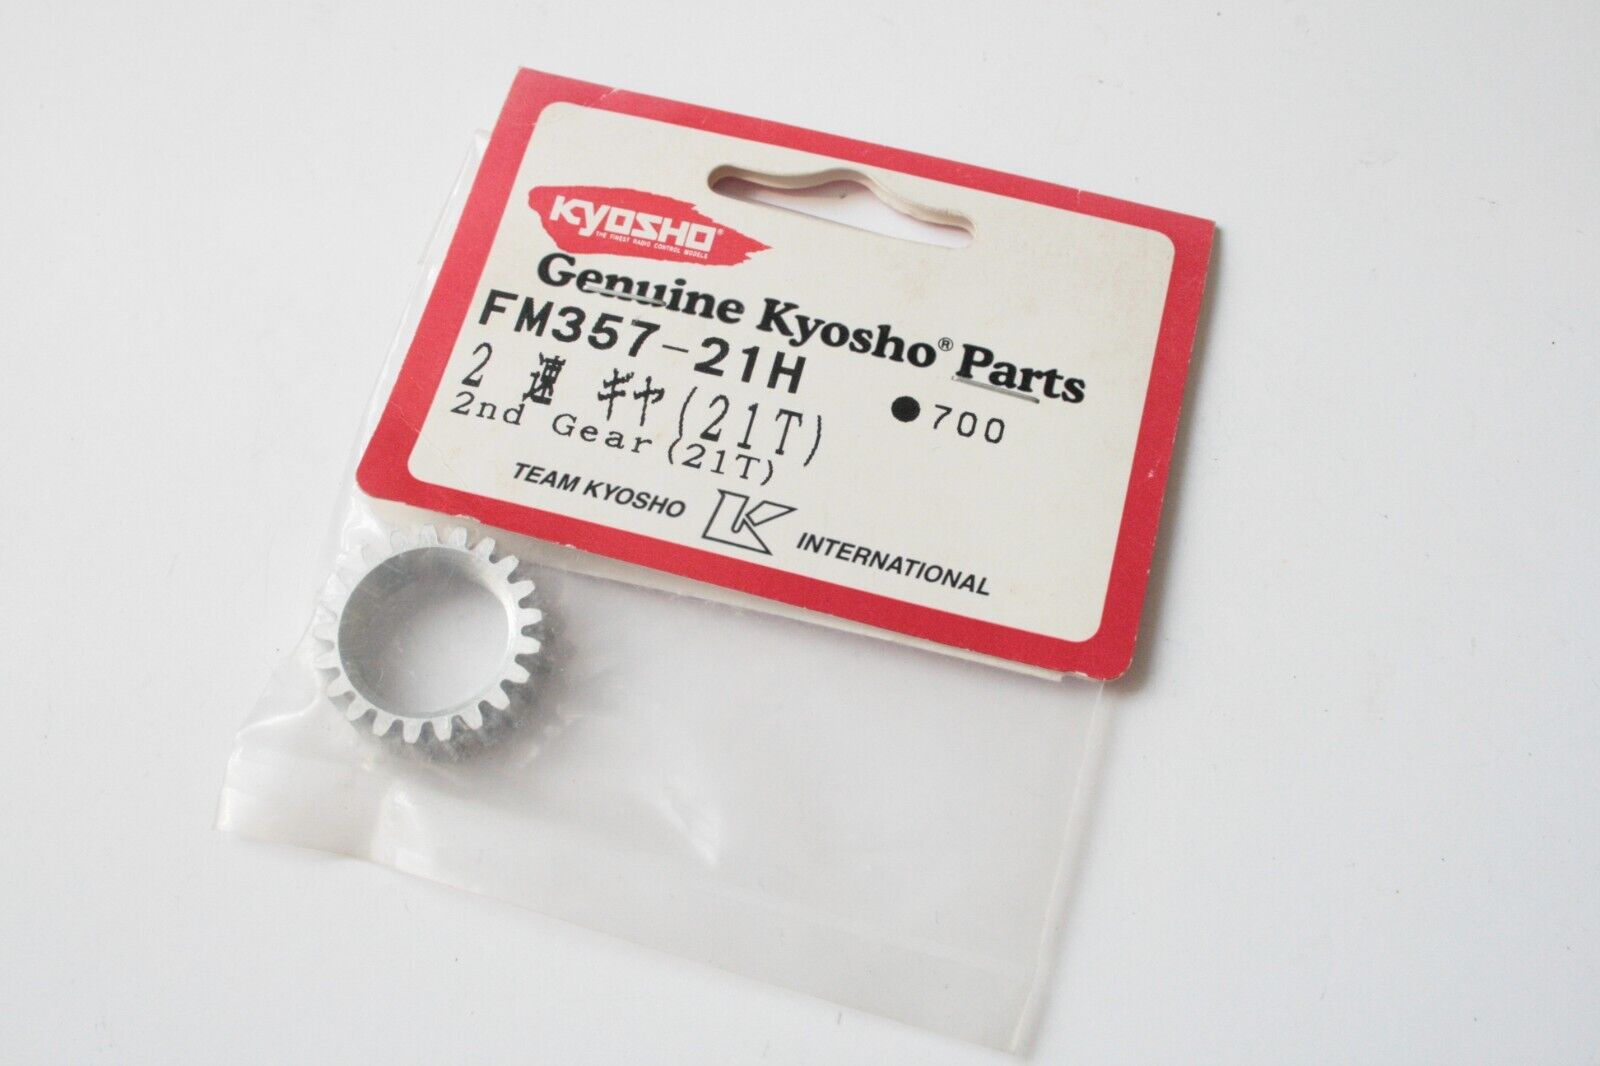 KYOSHO®
THE FINEST RADIO CONTROL MODELS
Genuine Kyosho® Parts
FM357-21H
2 速 ギヤ(21T) ●700
2nd Gear(21T)
TEAM KYOSHO K INTERNATIONAL